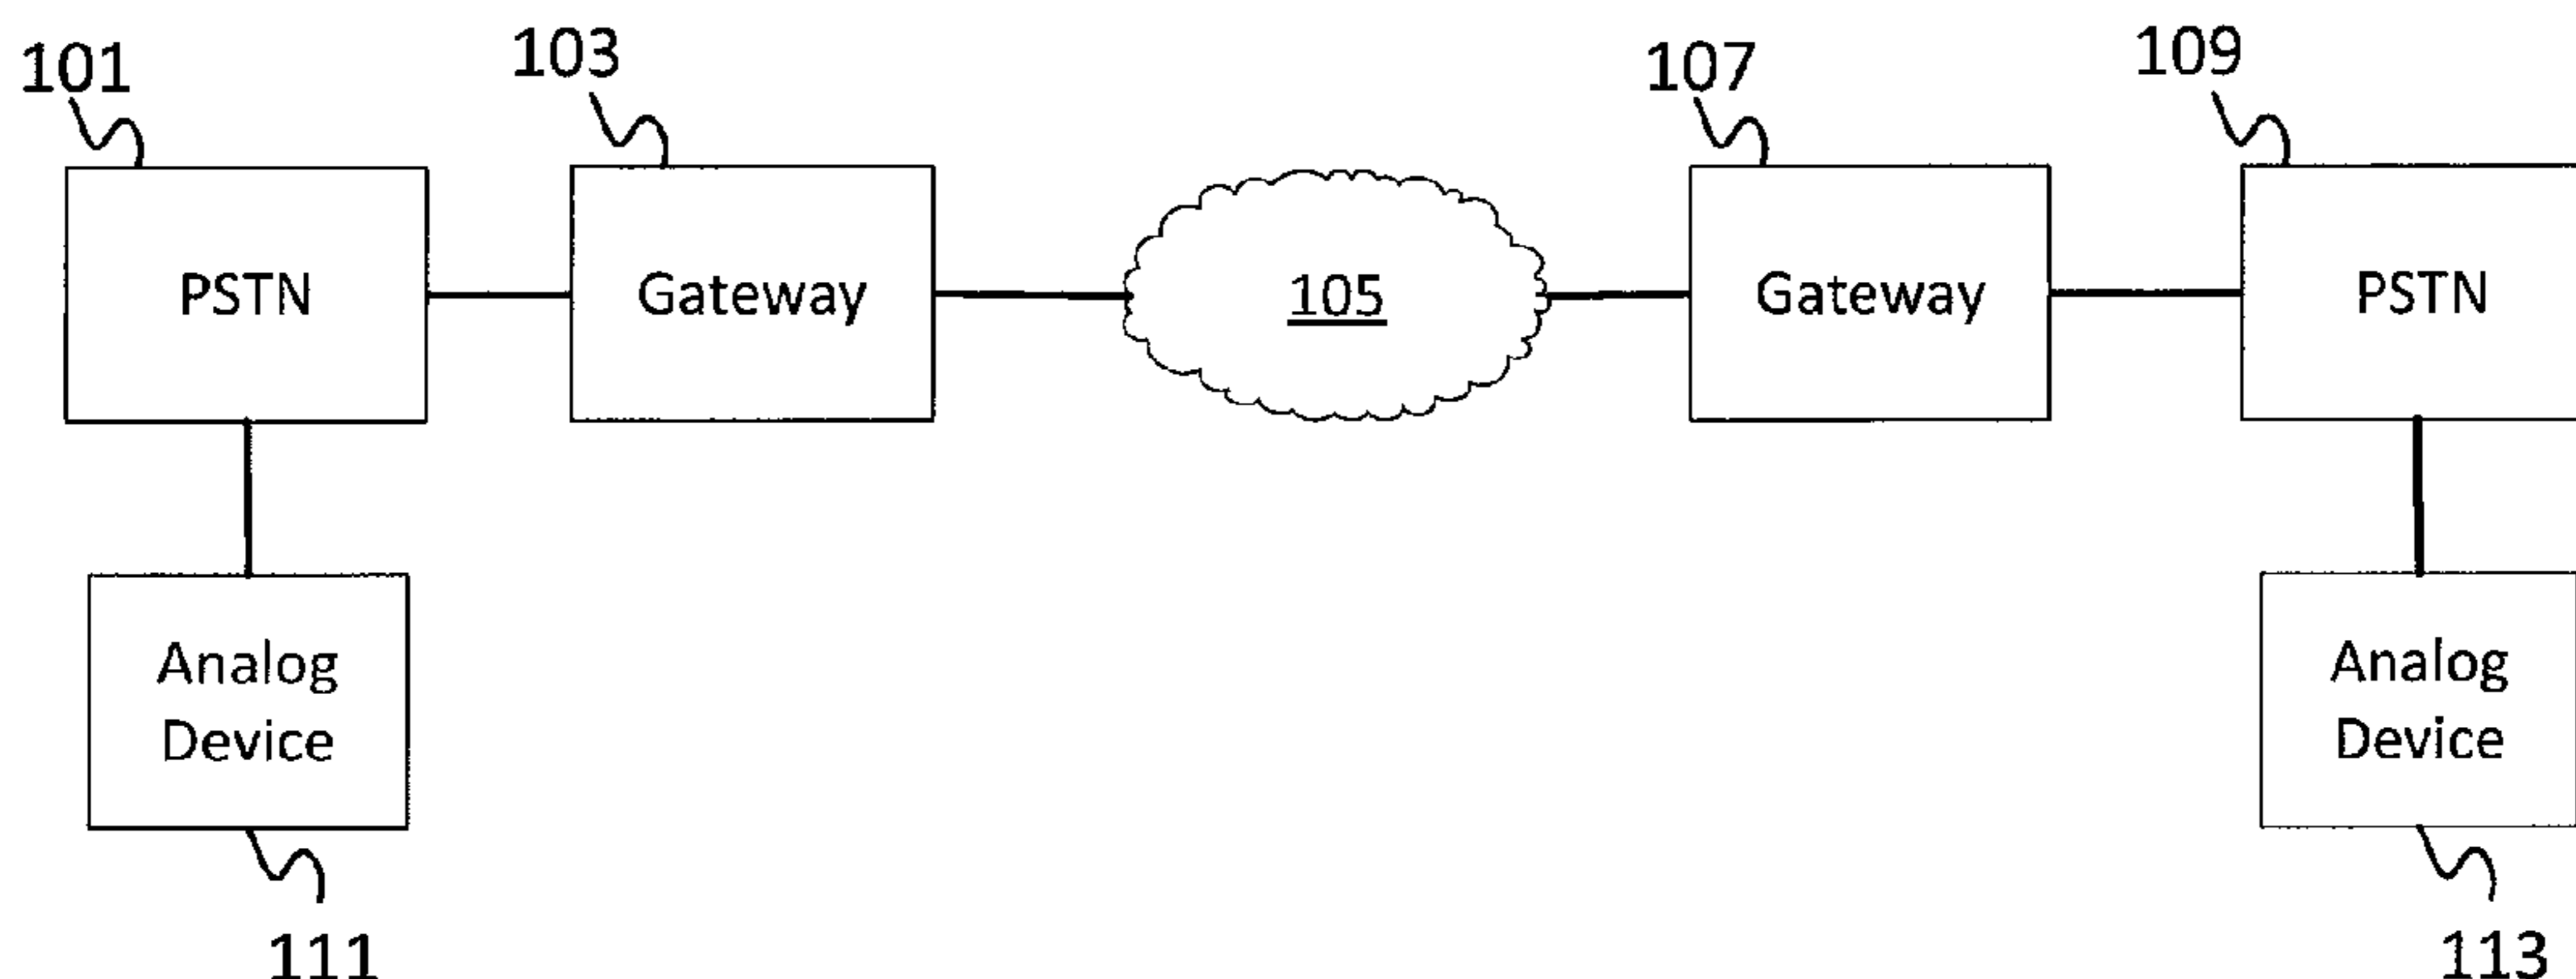 101
103
107
109
PSTN
Gateway
105
Gateway
PSTN
Analog
Device
Analog
Device
111
113